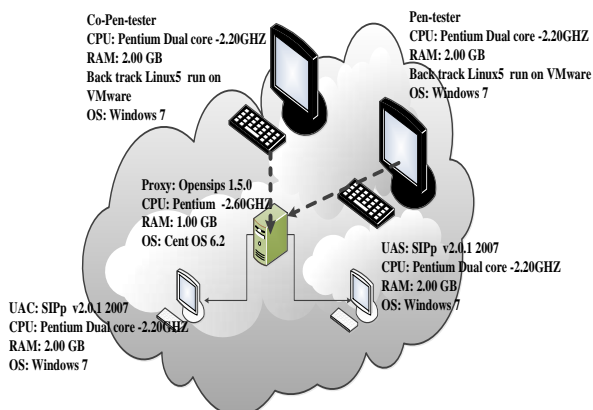 Co-Pen-tester
CPU: Pentium Dual core -2.20GHZ
RAM: 2.00 GB
Back track Linux5 run on
VMware
OS: Windows 7
Pen-tester
CPU: Pentium Dual core -2.20GHZ
RAM: 2.00 GB
Back track Linux5 run on VMware
OS: Windows 7
Proxy: Opensips 1.5.0
CPU: Pentium -2.60GHZ
RAM: 1.00 GB
OS: Cent OS 6.2
UAS: SIPp v2.0.1 2007
CPU: Pentium Dual core -2.20GHZ
RAM: 2.00 GB
OS: Windows 7
UAC: SIPp v2.0.1 2007
CPU: Pentium Dual core -2.20GHZ
RAM: 2.00 GB
OS: Windows 7